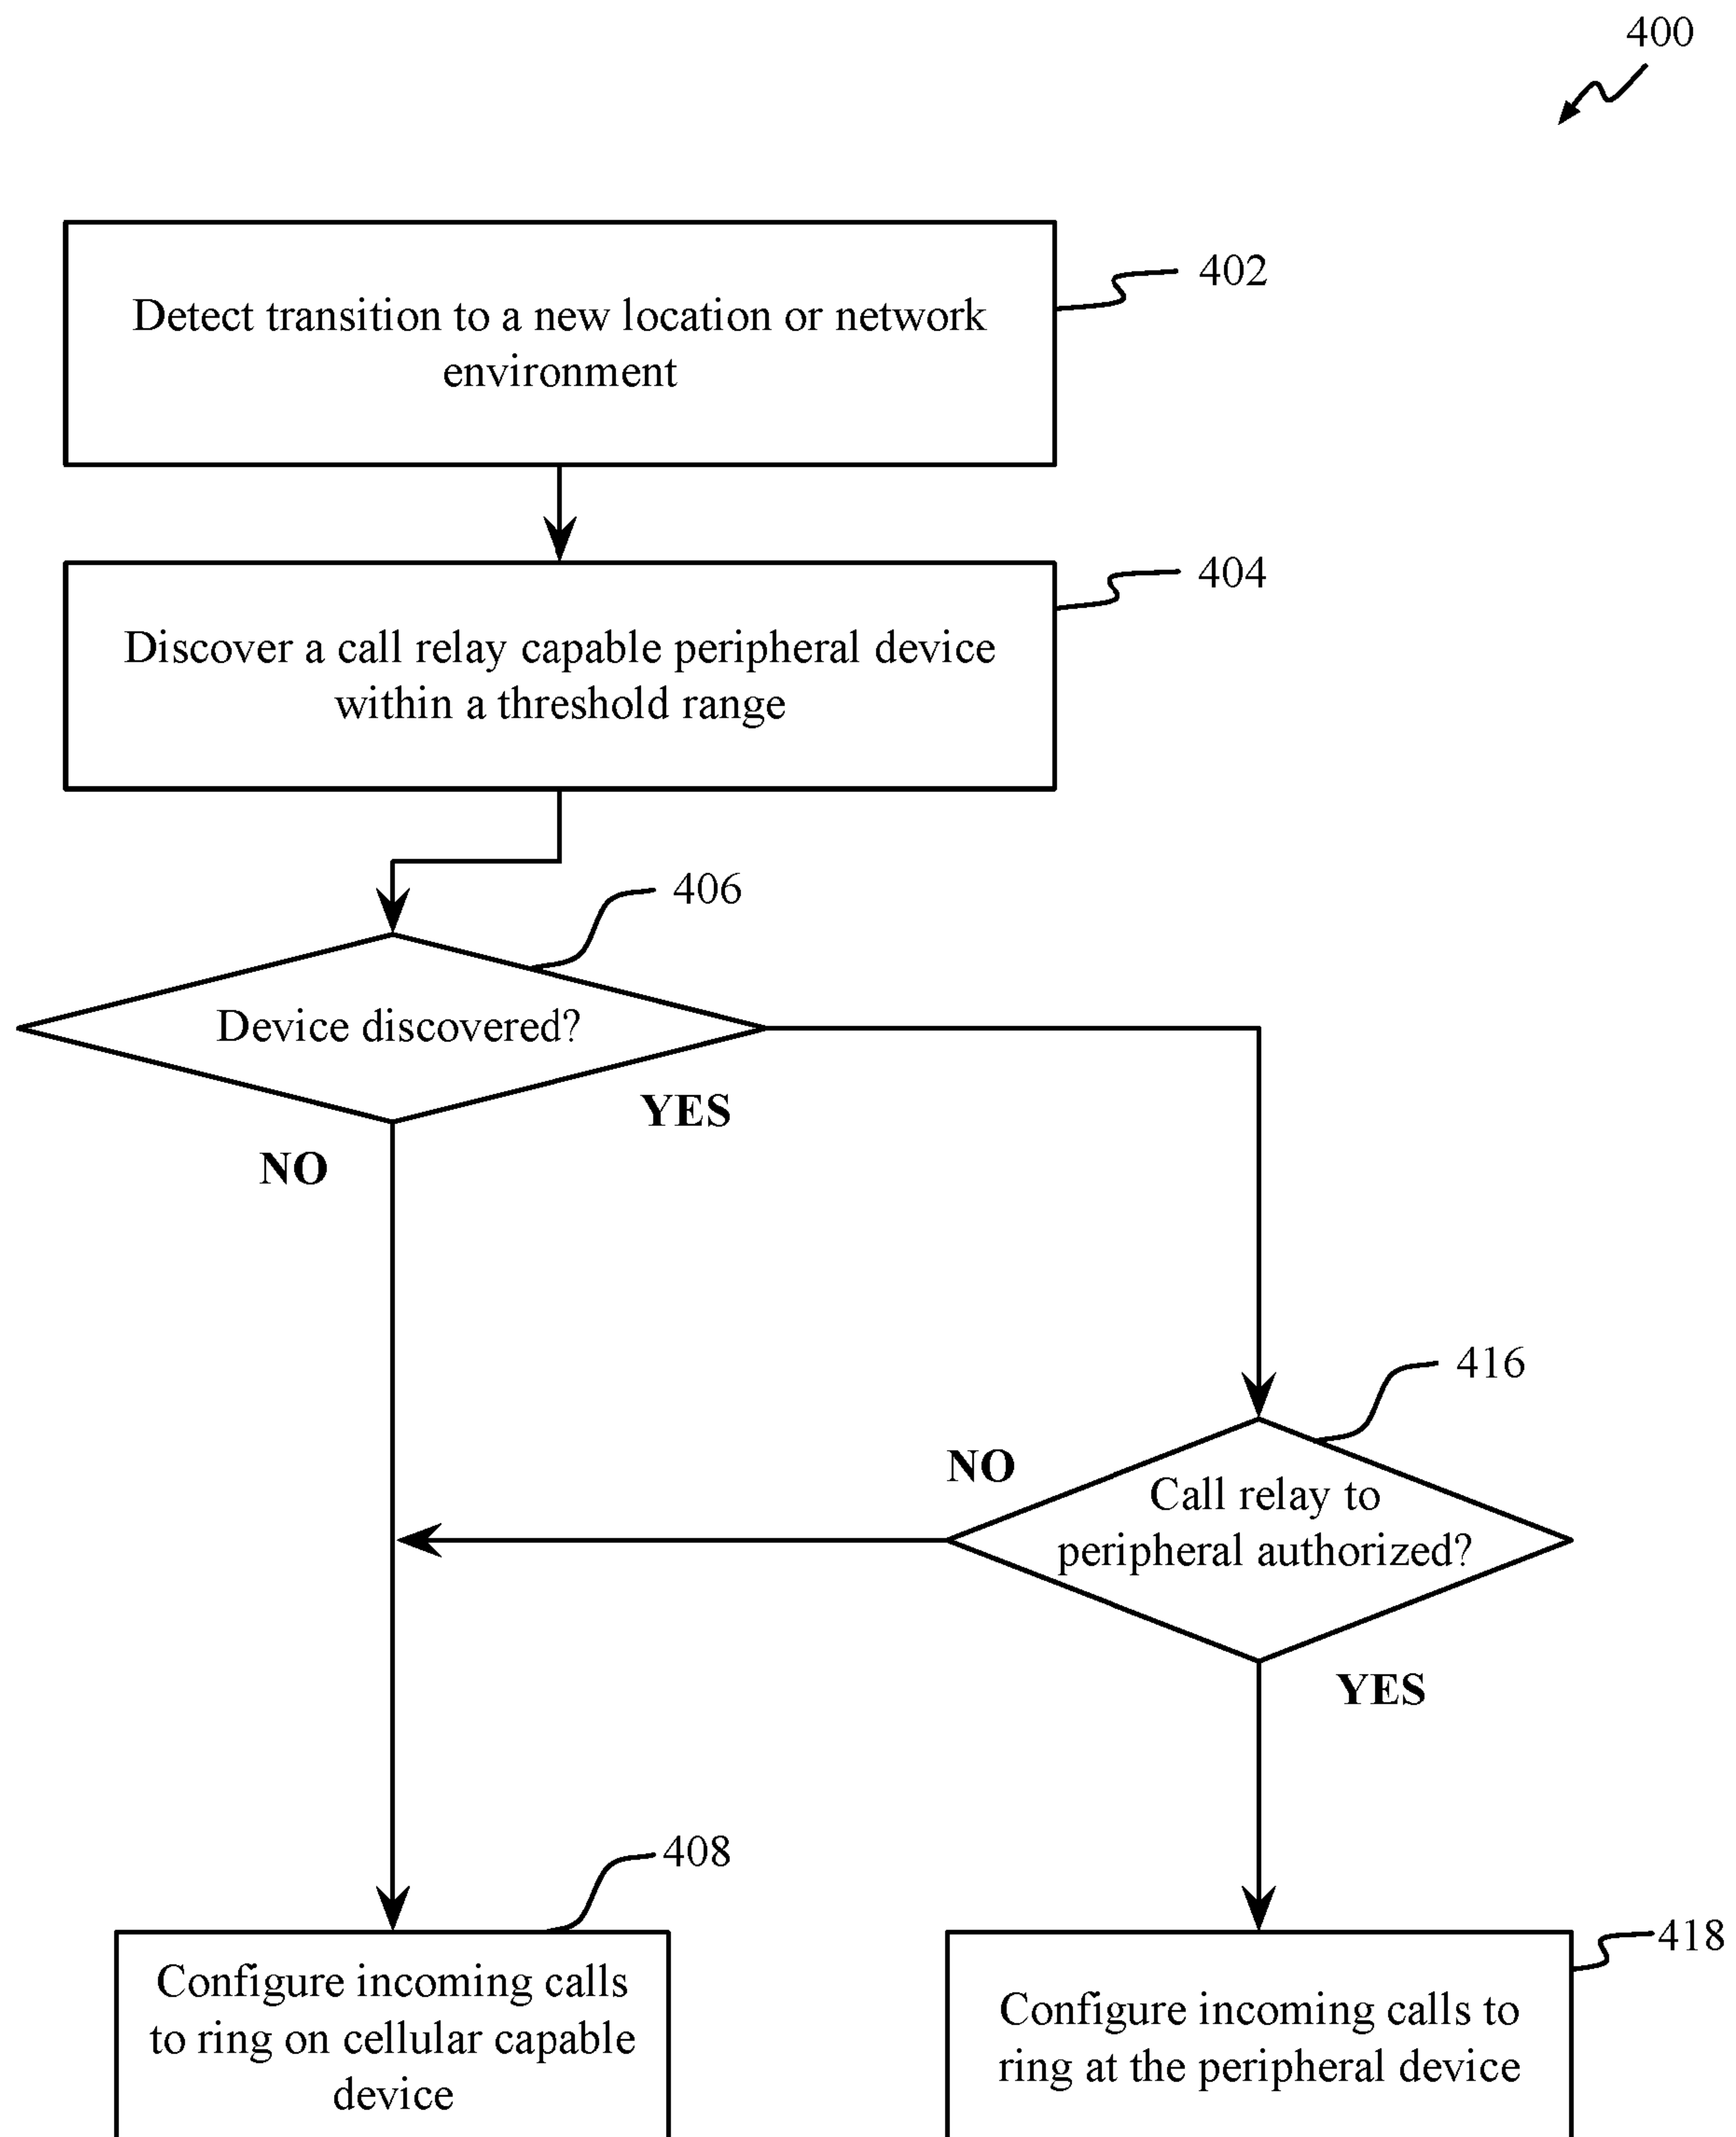 400
402
Detect transition to a new location or network
environment
404
Discover a call relay capable peripheral device
within a threshold range
406
Device discovered?
YES
NO
416
NO
Call relay to
peripheral authorized?
YES
408
418
Configure incoming calls
to ring on cellular capable
device
Configure incoming calls to
ring at the peripheral device